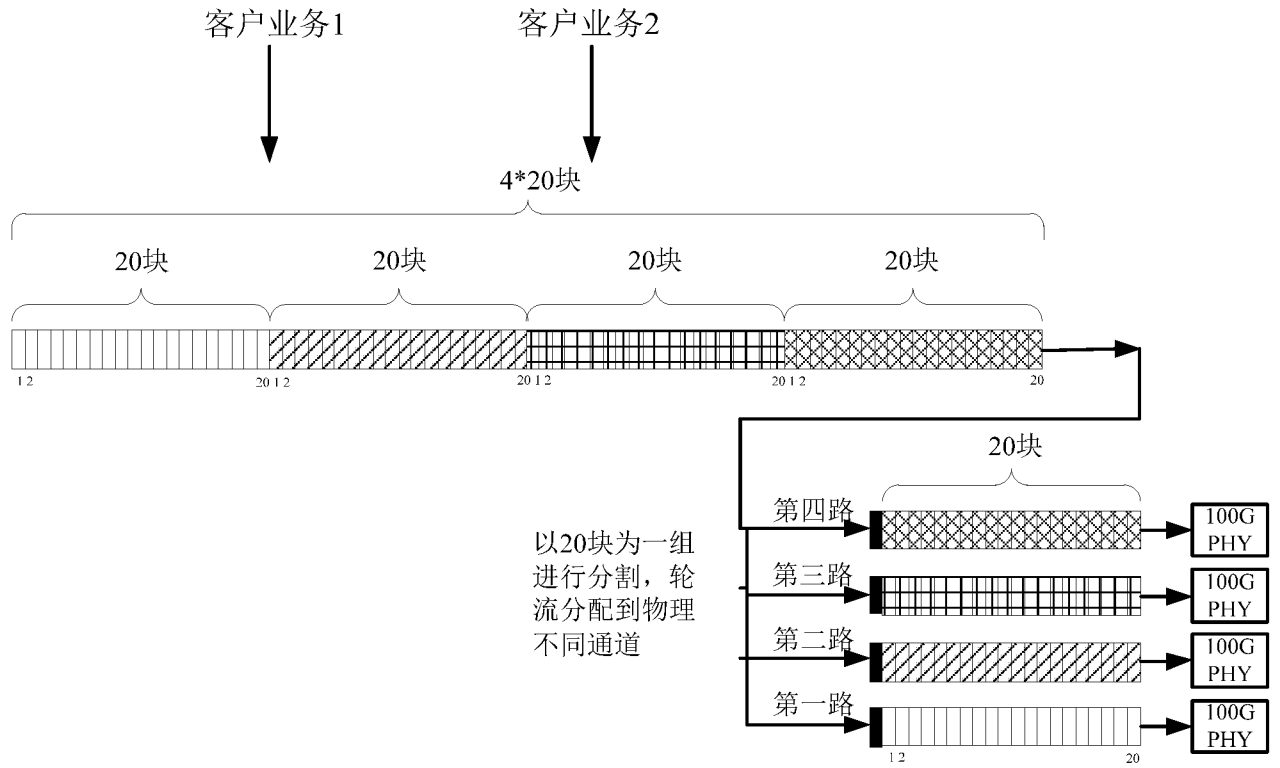 客户业务1
客户业务2
4*20块
20块
20块
20块
20块
1 2
20 1 2
20 1 2
20 1 2
20
20块
以20块为一组
进行分割，轮
流分配到物理
不同通道
第四路
100G
PHY
第三路
100G
PHY
第二路
100G
PHY
第一路
100G
PHY
1 2
20